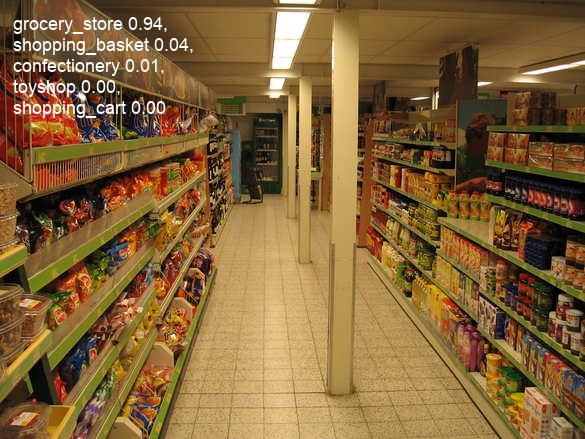 grocery_store 0.94,
shopping_basket 0.04,
confectionery 0.01,
toyshop 0.00,
shopping_cart 0.00